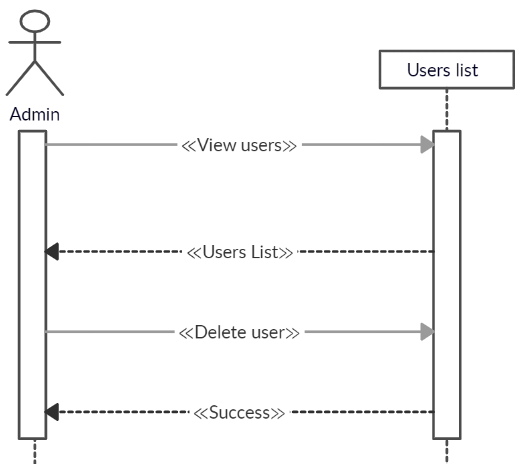 Users list
Admin
≪View users≫
≪Users List≫
≪Delete user≫
≪Success≫